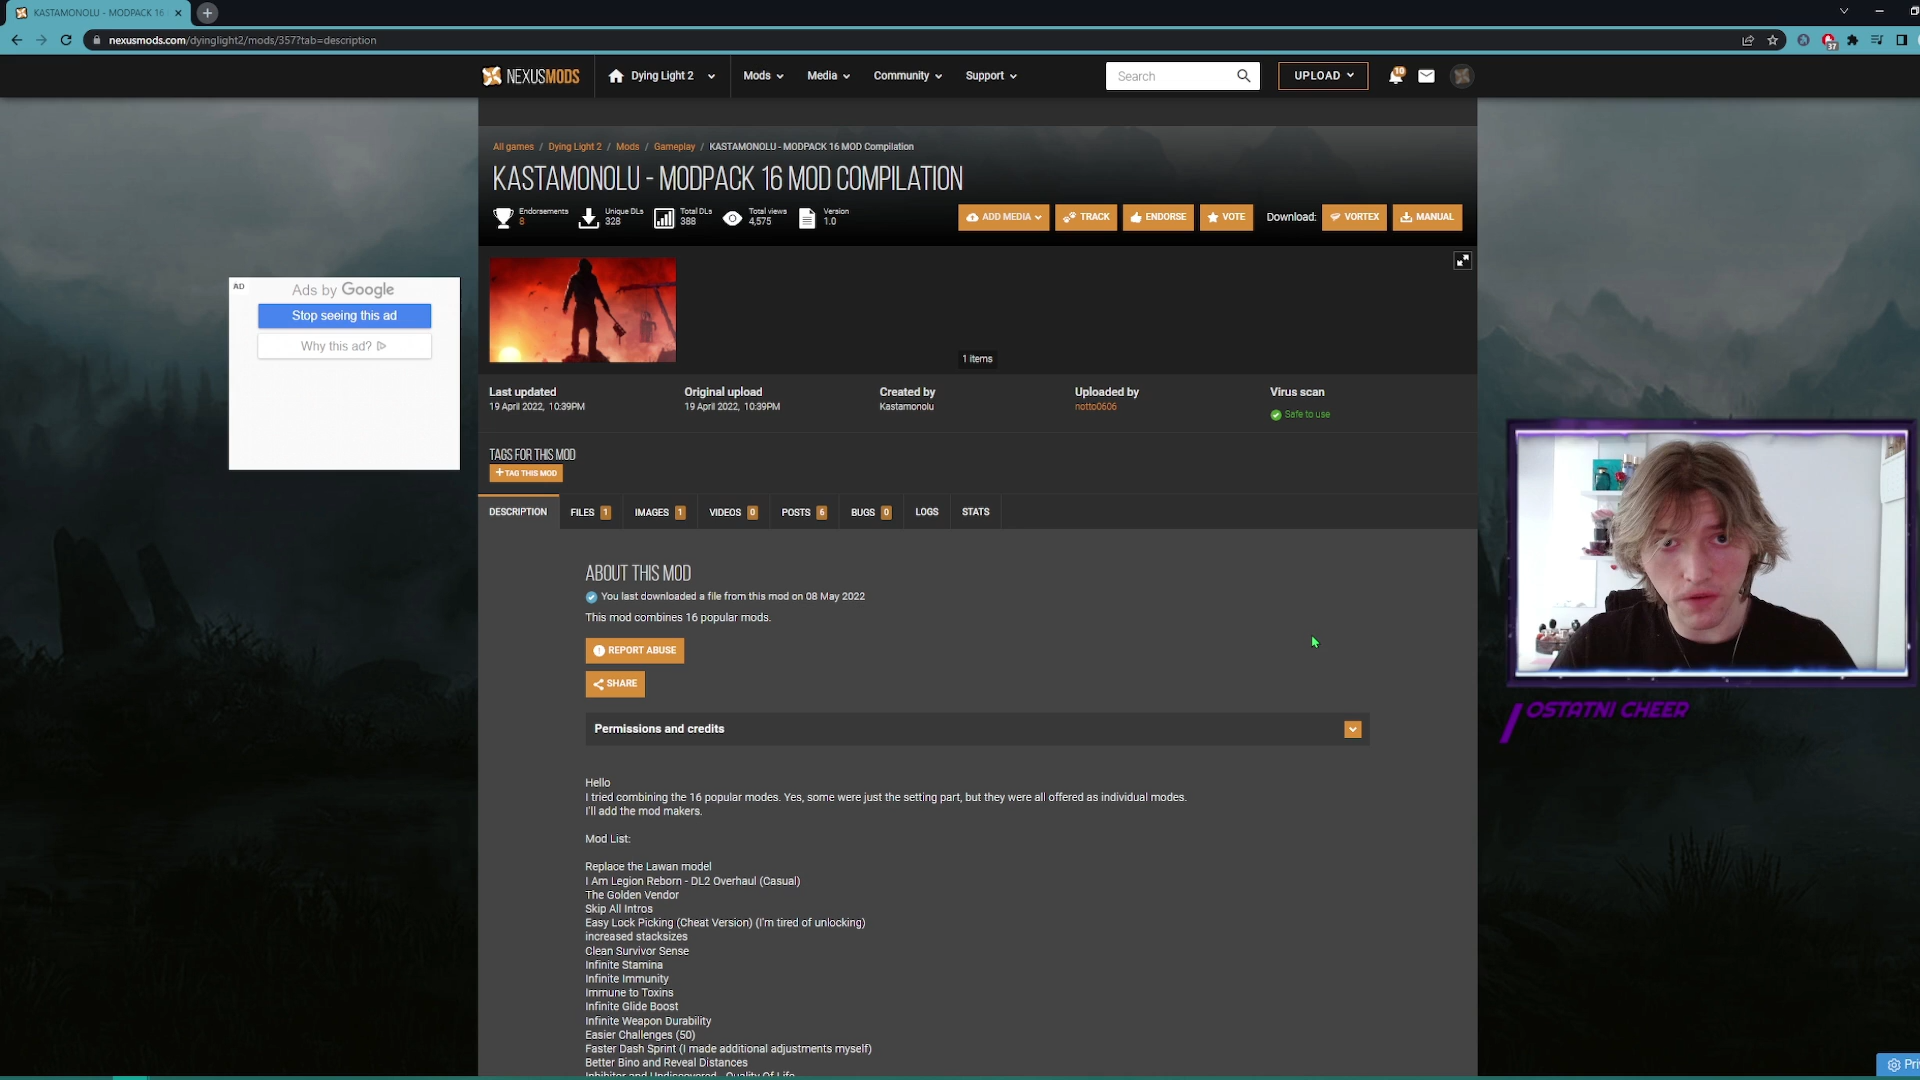 KASTAMONOLU - MODPACK 16
nexusmods.com/dyinglight2/mods/357?tab=description
37
NEXUSMODS
Dying Light 2
Mods
Media
Community
Support
Search
UPLOAD
10
All games / Dying Light 2 / Mods / Gameplay / KASTAMONOLU - MODPACK 16 MOD Compilation
KASTAMONOLU - MODPACK 16 MOD COMPILATION
Endorsements
8
Unique DLs
328
Total DLs
388
Total views
4,575
Version
1.0
ADD MEDIA
TRACK
ENDORSE
VOTE
Download:
VORTEX
MANUAL
AD
Ads by Google
Stop seeing this ad
Why this ad?
1 items
Last updated
19 April 2022, 10:39PM
Original upload
19 April 2022, 10:39PM
Created by
Kastamonolu
Uploaded by
notto0606
Virus scan
Safe to use
TAGS FOR THIS MOD
+ TAG THIS MOD
DESCRIPTION
FILES 1
IMAGES 1
VIDEOS 0
POSTS 6
BUGS 0
LOGS
STATS
ABOUT THIS MOD
You last downloaded a file from this mod on 08 May 2022
This mod combines 16 popular mods.
REPORT ABUSE
SHARE
Permissions and credits
OSTATNI CHEER
Hello
I tried combining the 16 popular modes. Yes, some were just the setting part, but they were all offered as individual modes.
I'll add the mod makers.
Mod List:
Replace the Lawan model
I Am Legion Reborn - DL2 Overhaul (Casual)
The Golden Vendor
Skip All Intros
Easy Lock Picking (Cheat Version) (I'm tired of unlocking)
increased stacksizes
Clean Survivor Sense
Infinite Stamina
Infinite Immunity
Immune to Toxins
Infinite Glide Boost
Infinite Weapon Durability
Easier Challenges (50)
Faster Dash Sprint (I made additional adjustments myself)
Better Bino and Reveal Distances
Inhibitor and Undiscovered - Quality Of Life
Pri